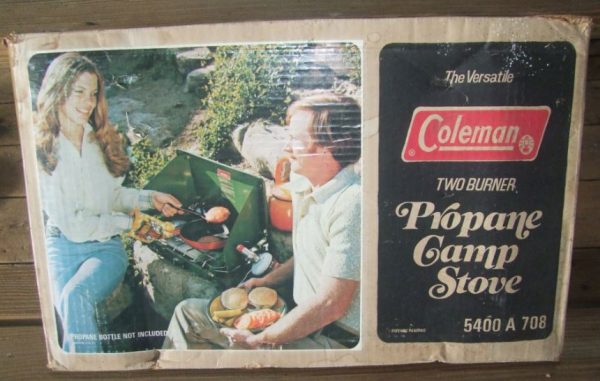 The Versatile
Coleman
®
TWO BURNER
Propane
Camp
Stove
5400 A 708
PROPANE BOTTLE NOT INCLUDED